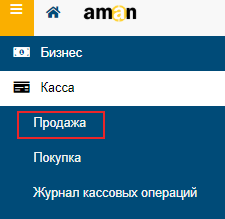 aman
Бизнес
Касса
Продажа
Покупка
Журнал кассовых операций